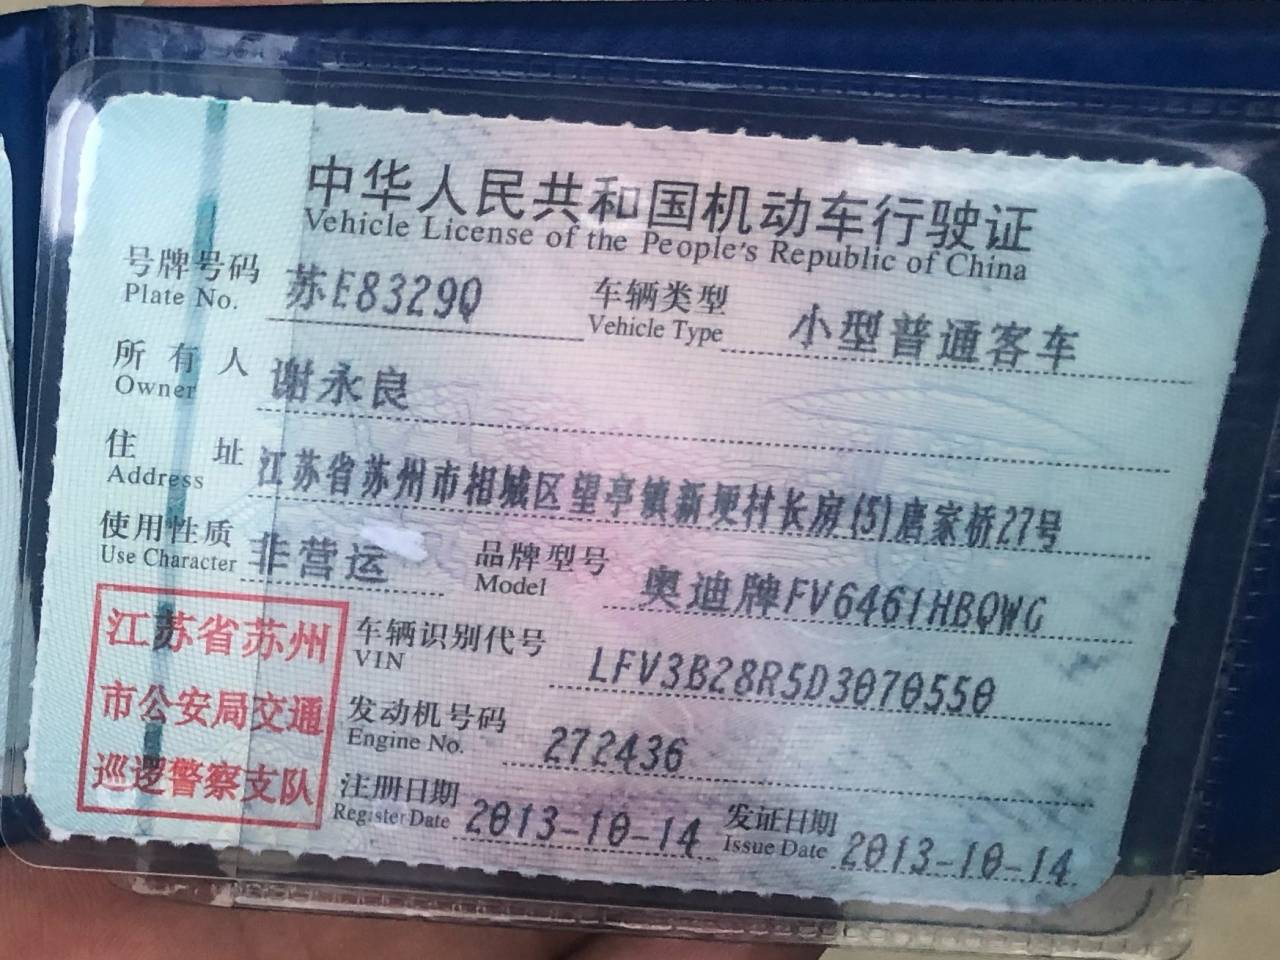 中华人民共和国机动车行驶证
Vehicle License of the People's Republic of China
号牌号码 苏E8329Q 车辆类型 小型普通客车
Plate No. Vehicle Type
所有人 谢永良
Owner
住址 江苏省苏州市相城区望亭镇新埂村长房(5)唐家桥27号
Address
使用性质 非营运 品牌型号 奥迪牌FV6461HBQWG
Use Character Model
江苏省苏州
市公安局交通
巡逻警察支队
车辆识别代号 LFV3B28R5D3070550
VIN
发动机号码 272436
Engine No.
注册日期 2013-10-14 发证日期 2013-10-14
Register Date Issue Date